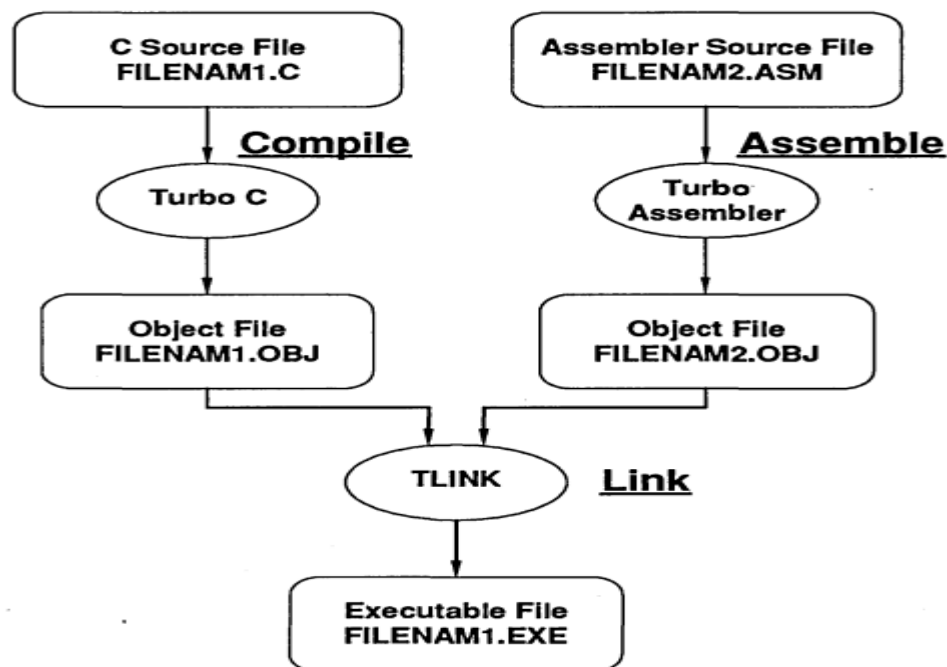 C Source File
FILENAM1.C
Assembler Source File
FILENAM2.ASM
Compile
Assemble
Turbo C
Turbo
Assembler
Object File
FILENAM1.OBJ
Object File
FILENAM2.OBJ
TLINK
Link
Executable File
FILENAM1.EXE